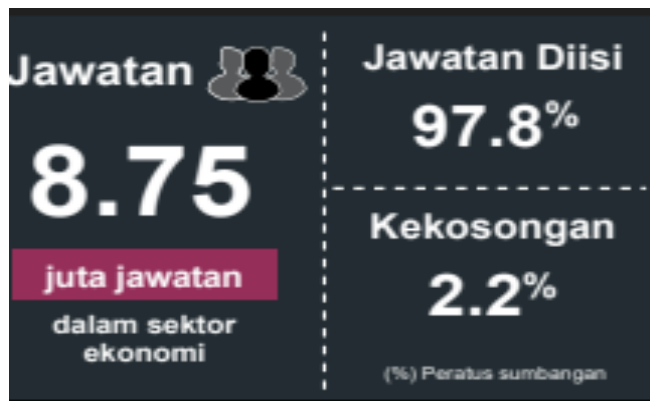 Jawatan
8.75
juta jawatan
dalam sektor
ekonomi
Jawatan Diisi
97.8%
Kekosongan
2.2%
(%) Peratus sumbangan